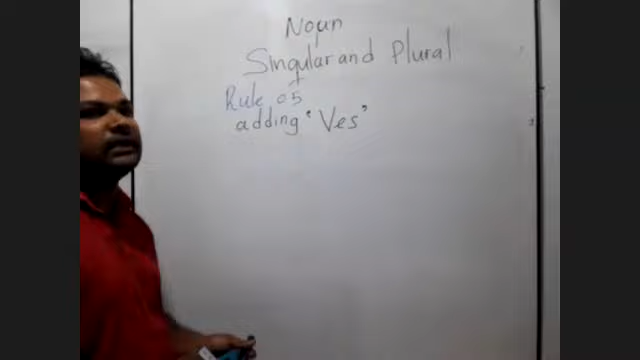 Noun
Singular and Plural
Rule 05
adding "Ves"